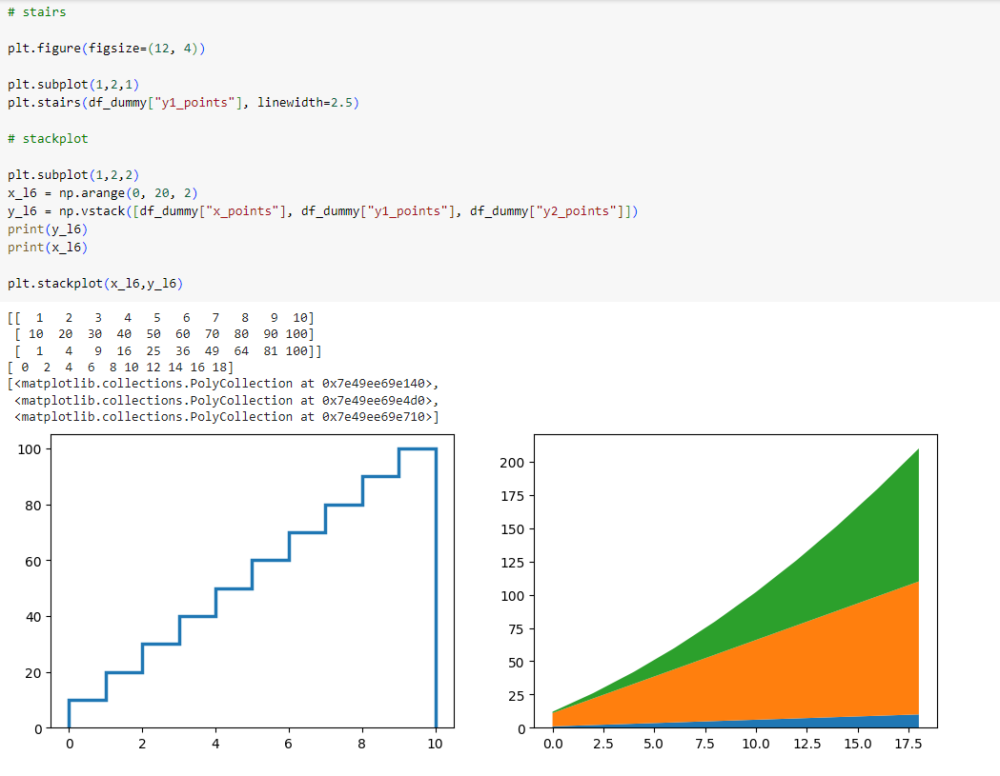 # stairs
plt.figure(figsize=(12, 4))
plt.subplot(1,2,1)
plt.stairs(df_dummy["y1_points"], linewidth=2.5)
# stackplot
plt.subplot(1,2,2)
x_l6 = np.arange(0, 20, 2)
y_l6 = np.vstack([df_dummy["x_points"], df_dummy["y1_points"], df_dummy["y2_points"]])
print(y_l6)
print(x_l6)
plt.stackplot(x_l6,y_l6)
[[  1   2   3   4   5   6   7   8   9  10]
 [ 10  20  30  40  50  60  70  80  90 100]
 [  1   4   9  16  25  36  49  64  81 100]]
[ 0  2  4  6  8 10 12 14 16 18]
[<matplotlib.collections.PolyCollection at 0x7e49ee69e140>,
 <matplotlib.collections.PolyCollection at 0x7e49ee69e4d0>,
 <matplotlib.collections.PolyCollection at 0x7e49ee69e710>]
100
80
60
40
20
0
0 2 4 6 8 10
200
175
150
125
100
75
50
25
0
0.0 2.5 5.0 7.5 10.0 12.5 15.0 17.5